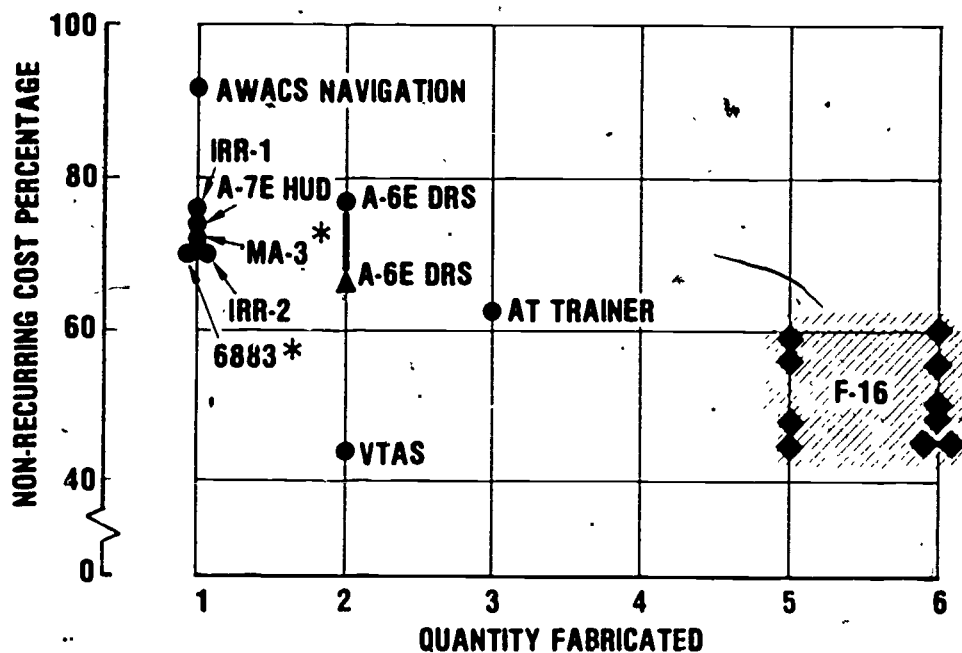 NON-RECURRING COST PERCENTAGE
100
80
60
40
0
AWACS NAVIGATION
IRR-1
A-7E HUD
MA-3 *
IRR-2
6883 *
A-6E DRS
A-6E DRS
VTAS
AT TRAINER
F-16
1 2 3 4 5 6
QUANTITY FABRICATED